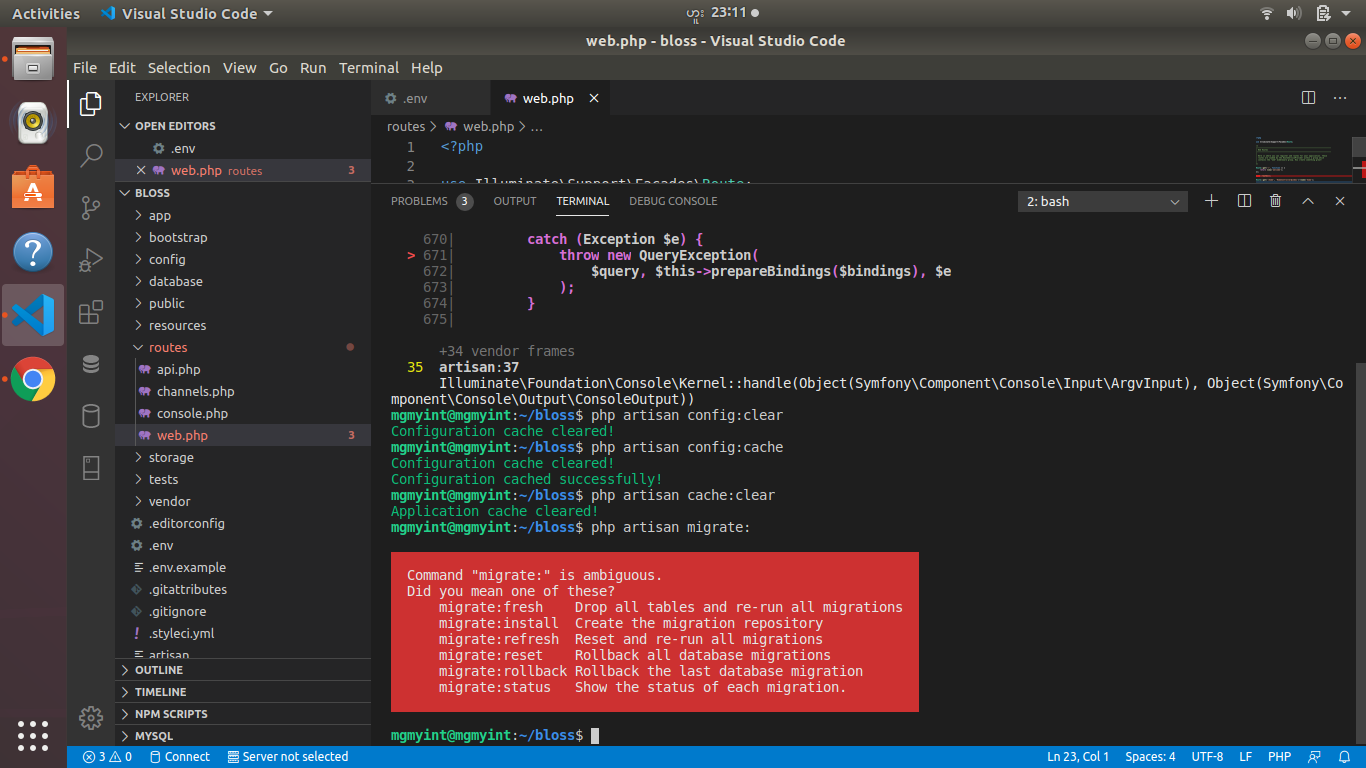 Activities
Visual Studio Code
23:11
web.php - bloss - Visual Studio Code
File Edit Selection View Go Run Terminal Help
EXPLORER
OPEN EDITORS
.env
web.php routes 3
BLOSS
app
bootstrap
config
database
public
resources
routes
api.php
channels.php
console.php
web.php 3
storage
tests
vendor
.editorconfig
.env
.env.example
.gitattributes
.gitignore
.styleci.yml
artisan
OUTLINE
TIMELINE
NPM SCRIPTS
MYSQL
.env
web.php
routes > web.php > ...
1 <?php
2
3 use Illuminate\Support\Facades\Route;
PROBLEMS 3 OUTPUT TERMINAL DEBUG CONSOLE
2: bash
670| catch (Exception $e) {
> 671| throw new QueryException(
672| $query, $this->prepareBindings($bindings), $e
673| );
674| }
675|
+34 vendor frames
35 artisan:37
Illuminate\Foundation\Console\Kernel::handle(Object(Symfony\Component\Console\Input\ArgvInput), Object(Symfony\Co
mponent\Console\Output\ConsoleOutput))
mgmyint@mgmyint:~/bloss$ php artisan config:clear
Configuration cache cleared!
mgmyint@mgmyint:~/bloss$ php artisan config:cache
Configuration cache cleared!
Configuration cached successfully!
mgmyint@mgmyint:~/bloss$ php artisan cache:clear
Application cache cleared!
mgmyint@mgmyint:~/bloss$ php artisan migrate:
Command "migrate:" is ambiguous.
Did you mean one of these?
migrate:fresh Drop all tables and re-run all migrations
migrate:install Create the migration repository
migrate:refresh Reset and re-run all migrations
migrate:reset Rollback all database migrations
migrate:rollback Rollback the last database migration
migrate:status Show the status of each migration.
mgmyint@mgmyint:~/bloss$
3 0 Connect Server not selected
Ln 23, Col 1 Spaces: 4 UTF-8 LF PHP